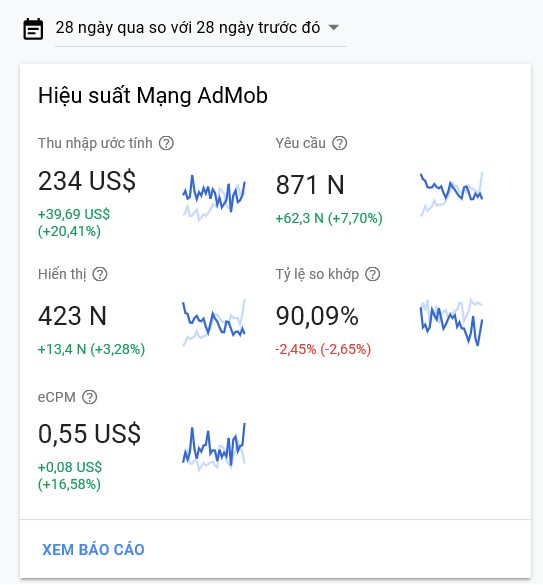 28 ngày qua so với 28 ngày trước đó
Hiệu suất Mạng AdMob
Thu nhập ước tính
234 US$
+39,69 US$
(+20,41%)
Yêu cầu
871 N
+62,3 N (+7,70%)
Hiển thị
423 N
+13,4 N (+3,28%)
Tỷ lệ so khớp
90,09%
-2,45% (-2,65%)
eCPM
0,55 US$
+0,08 US$
(+16,58%)
XEM BÁO CÁO